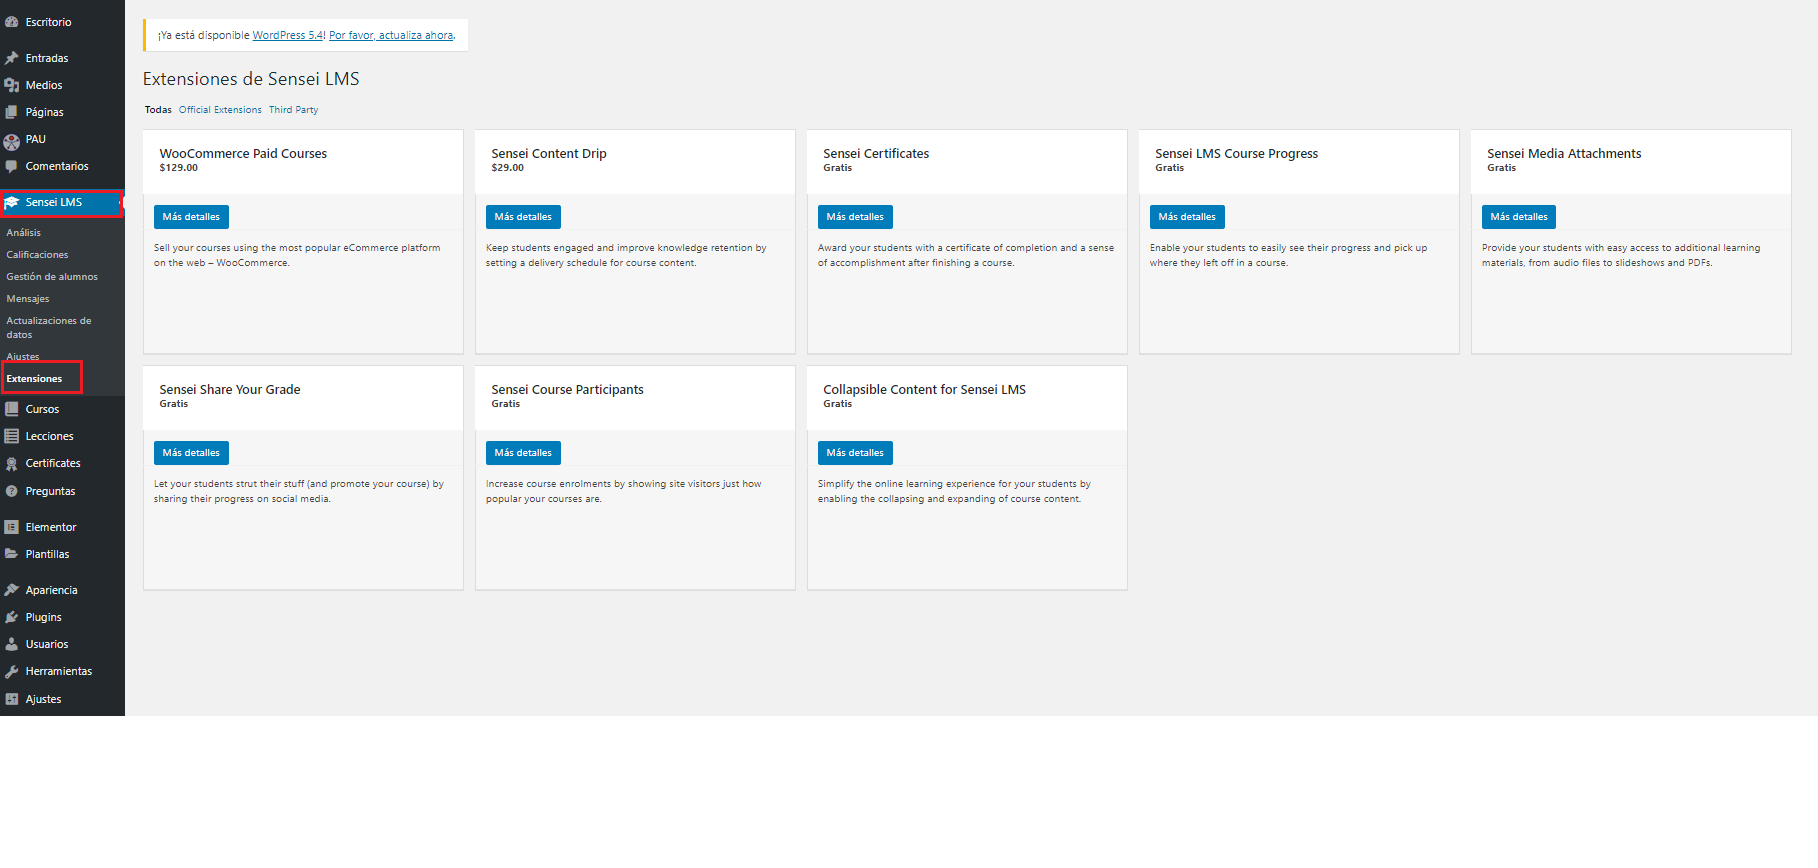 Escritorio
Entradas
Medios
Páginas
PAU
Comentarios
Sensei LMS
Análisis
Calificaciones
Gestión de alumnos
Mensajes
Actualizaciones de
datos
Ajustes
Extensiones
Cursos
Lecciones
Certificates
Preguntas
Elementor
Plantillas
Apariencia
Plugins
Usuarios
Herramientas
Ajustes
¡Ya está disponible WordPress 5.4! Por favor, actualiza ahora.
Extensiones de Sensei LMS
Todas Official Extensions Third Party
WooCommerce Paid Courses
$129.00
Más detalles
Sell your courses using the most popular eCommerce platform
on the web – WooCommerce.
Sensei Content Drip
$29.00
Más detalles
Keep students engaged and improve knowledge retention by
setting a delivery schedule for course content.
Sensei Certificates
Gratis
Más detalles
Award your students with a certificate of completion and a sense
of accomplishment after finishing a course.
Sensei LMS Course Progress
Gratis
Más detalles
Enable your students to easily see their progress and pick up
where they left off in a course.
Sensei Media Attachments
Gratis
Más detalles
Provide your students with easy access to additional learning
materials, from audio files to slideshows and PDFs.
Sensei Share Your Grade
Gratis
Más detalles
Let your students strut their stuff (and promote your course) by
sharing their progress on social media.
Sensei Course Participants
Gratis
Más detalles
Increase course enrolments by showing site visitors just how
popular your courses are.
Collapsible Content for Sensei LMS
Gratis
Más detalles
Simplify the online learning experience for your students by
enabling the collapsing and expanding of course content.